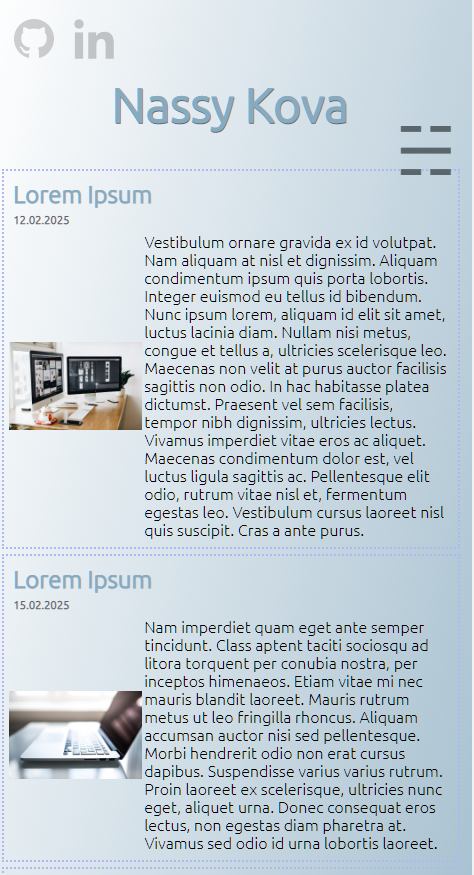 in
Nassy Kova
Lorem Ipsum
12.02.2025
Vestibulum ornare gravida ex id volutpat.
Nam aliquam at nisl et dignissim. Aliquam
condimentum ipsum quis porta lobortis.
Integer euismod eu tellus id bibendum.
Nunc ipsum lorem, aliquam id elit sit amet,
luctus lacinia diam. Nullam nisi metus,
congue et tellus a, ultricies scelerisque leo.
Maecenas non velit at purus auctor facilisis
sagittis non odio. In hac habitasse platea
dictumst. Praesent vel sem facilisis,
tempor nibh dignissim, ultricies lectus.
Vivamus imperdiet vitae eros ac aliquet.
Maecenas condimentum dolor est, vel
luctus ligula sagittis ac. Pellentesque elit
odio, rutrum vitae nisl et, fermentum
egestas leo. Vestibulum cursus laoreet nisl
quis suscipit. Cras a ante purus.
Lorem Ipsum
15.02.2025
Nam imperdiet quam eget ante semper
tincidunt. Class aptent taciti sociosqu ad
litora torquent per conubia nostra, per
inceptos himenaeos. Etiam vitae mi nec
mauris blandit laoreet. Mauris rutrum
metus ut leo fringilla rhoncus. Aliquam
accumsan auctor nisi sed pellentesque.
Morbi hendrerit odio non erat cursus
dapibus. Suspendisse varius varius rutrum.
Proin laoreet ex scelerisque, ultricies nunc
eget, aliquet urna. Donec consequat eros
lectus, non egestas diam pharetra at.
Vivamus sed odio id urna lobortis laoreet.